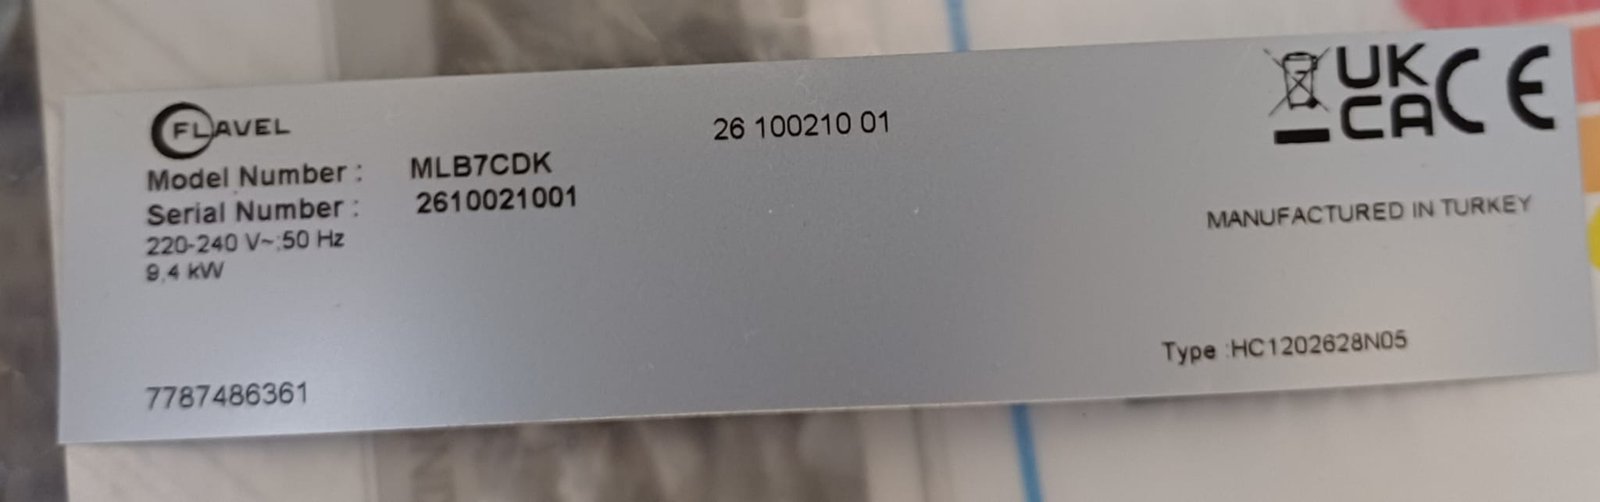 FLAVEL
26 100210 01
UK
CA
CE
Model Number : MLB7CDK
Serial Number : 2610021001
220-240 V~;50 Hz
9,4 kW
MANUFACTURED IN TURKEY
Type :HC1202628N05
7787486361